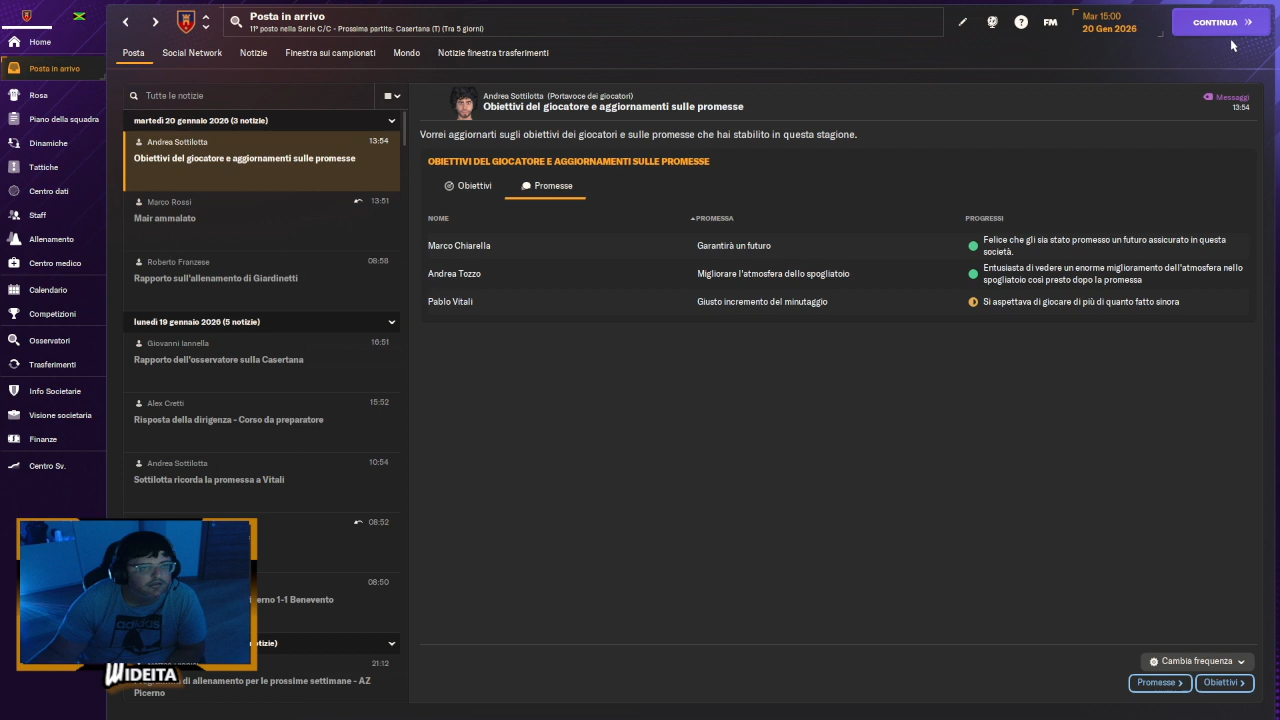 Posta in arrivo
11° posto nella Serie C/C - Prossima partita: Casertana (T) (Tra 5 giorni)
FM
Mar 15:00
20 Gen 2026
CONTINUA
Home
Posta in arrivo
Rosa
Piano della squadra
Dinamiche
Tattiche
Centro dati
Staff
Allenamento
Centro medico
Calendario
Competizioni
Osservatori
Trasferimenti
Info Societarie
Visione societaria
Finanze
Centro Sv.
Posta
Social Network
Notizie
Finestra sui campionati
Mondo
Notizie finestra trasferimenti
Tutte le notizie
martedì 20 gennaio 2026 (3 notizie)
Andrea Sottilotta 13:54
Obiettivi del giocatore e aggiornamenti sulle promesse
Marco Rossi 13:51
Mair ammalato
Roberto Franzese 08:58
Rapporto sull'allenamento di Giardinetti
lunedì 19 gennaio 2026 (5 notizie)
Giovanni Iannella 16:51
Rapporto dell'osservatore sulla Casertana
Alex Cretti 15:52
Risposta della dirigenza - Corso da preparatore
Andrea Sottilotta 10:54
Sottilotta ricorda la promessa a Vitali
08:52
08:50
1-1 Benevento
21:12
di allenamento per le prossime settimane - AZ
Picerno
Andrea Sottilotta (Portavoce dei giocatori)
Obiettivi del giocatore e aggiornamenti sulle promesse
Messaggi
13:54
Vorrei aggiornarti sugli obiettivi dei giocatori e sulle promesse che hai stabilito in questa stagione.
OBIETTIVI DEL GIOCATORE E AGGIORNAMENTI SULLE PROMESSE
Obiettivi
Promesse
NOME PROMESSA PROGRESSI
Marco Chiarella Garantirà un futuro Felice che gli sia stato promesso un futuro assicurato in questa
società.
Andrea Tozzo Migliorare l'atmosfera dello spogliatoio Entusiasta di vedere un enorme miglioramento dell'atmosfera nello
spogliatoio così presto dopo la promessa
Pablo Vitali Giusto incremento del minutaggio Si aspettava di giocare di più di quanto fatto sinora
Cambia frequenza
Promesse
Obiettivi
adidas
WIDEITA